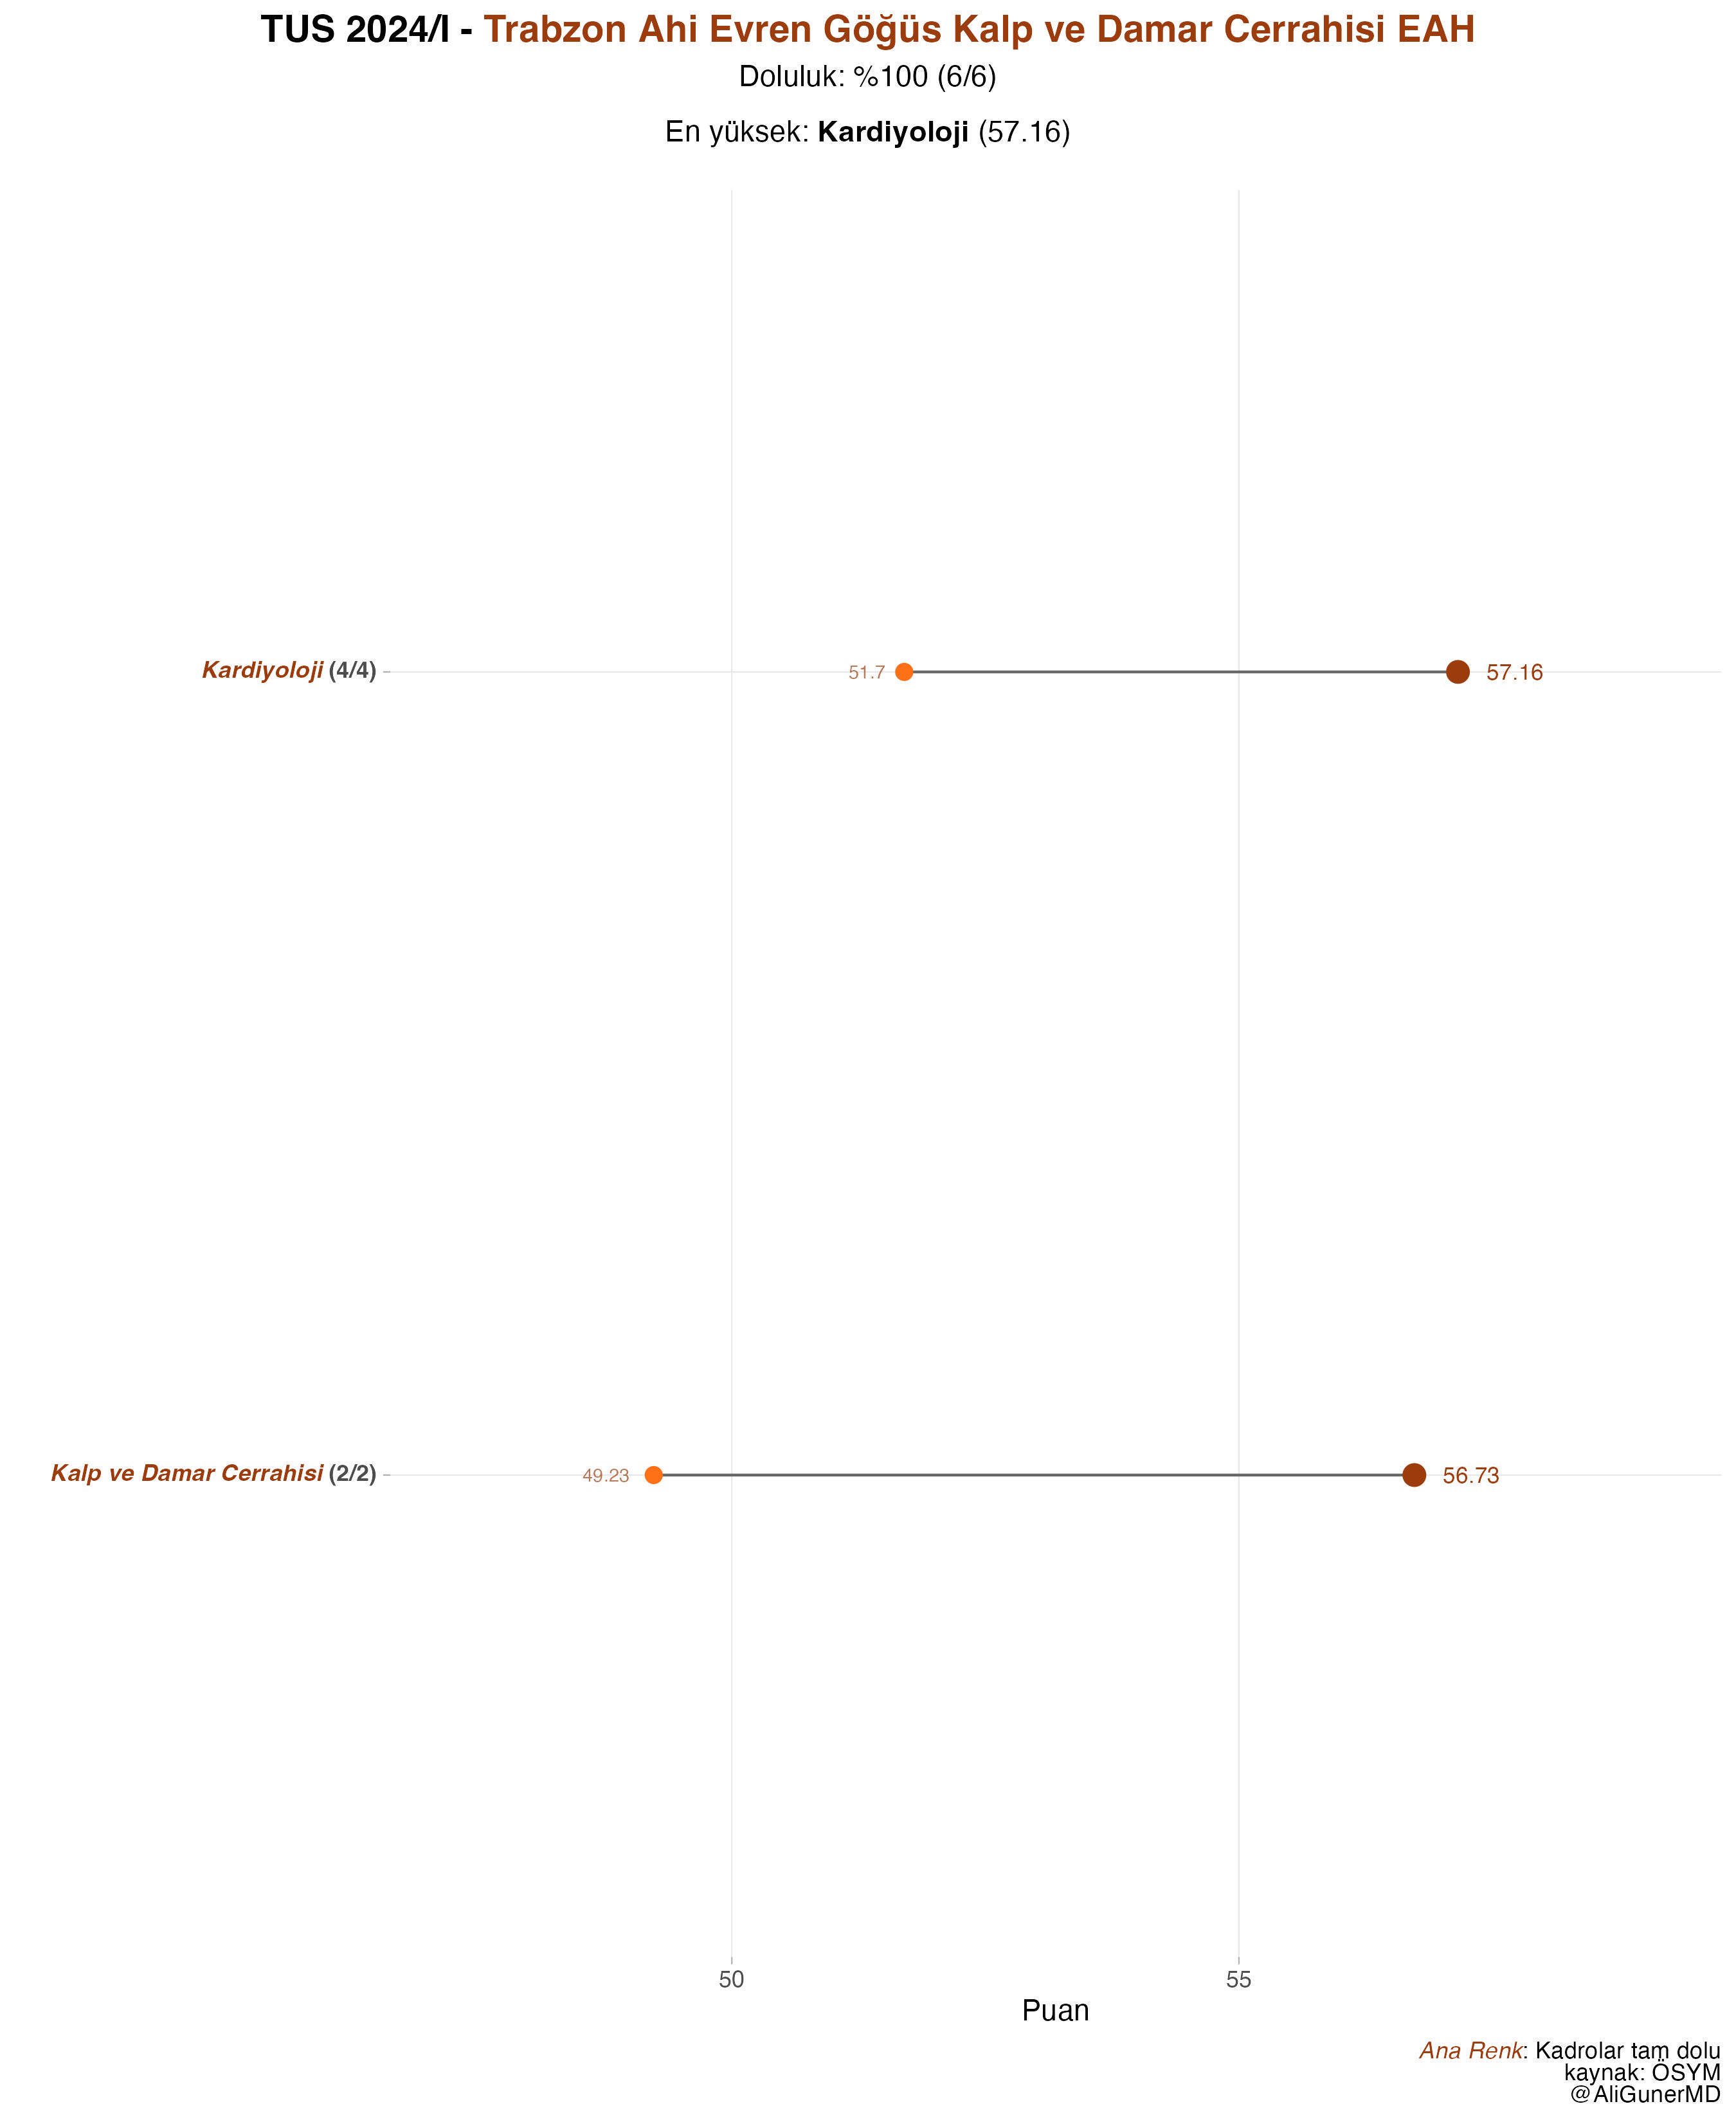 TUS 2024/I - Trabzon Ahi Evren Göğüs Kalp ve Damar Cerrahisi EAH
Doluluk: %100 (6/6)
En yüksek: Kardiyoloji (57.16)
Kardiyoloji (4/4) 51.7 57.16
Kalp ve Damar Cerrahisi (2/2) 49.23 56.73
50 55
Puan
Ana Renk: Kadrolar tam dolu
kaynak: ÖSYM
@AliGunerMD